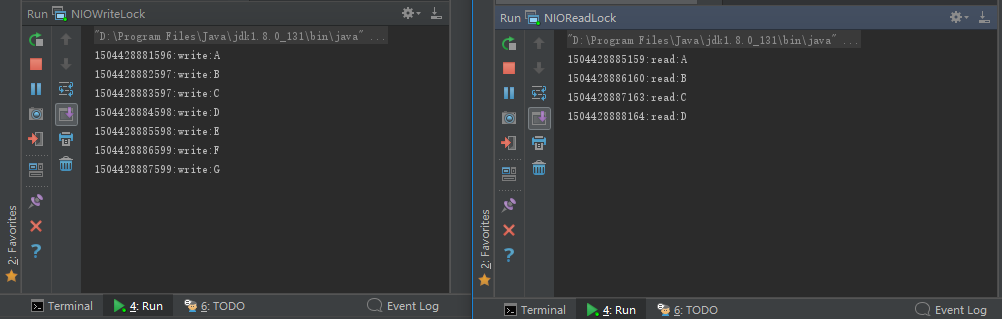 Run NIOWriteLock
"D:\Program Files\Java\jdk1.8.0_131\bin\java" ...
1504428881596:write:A
1504428882597:write:B
1504428883597:write:C
1504428884598:write:D
1504428885598:write:E
1504428886599:write:F
1504428887599:write:G
2: Favorites
Terminal 4: Run 6: TODO Event Log
Run NIOReadLock
"D:\Program Files\Java\jdk1.8.0_131\bin\java" ...
1504428885159:read:A
1504428886160:read:B
1504428887163:read:C
1504428888164:read:D
2: Favorites
Terminal 4: Run 6: TODO Event Log